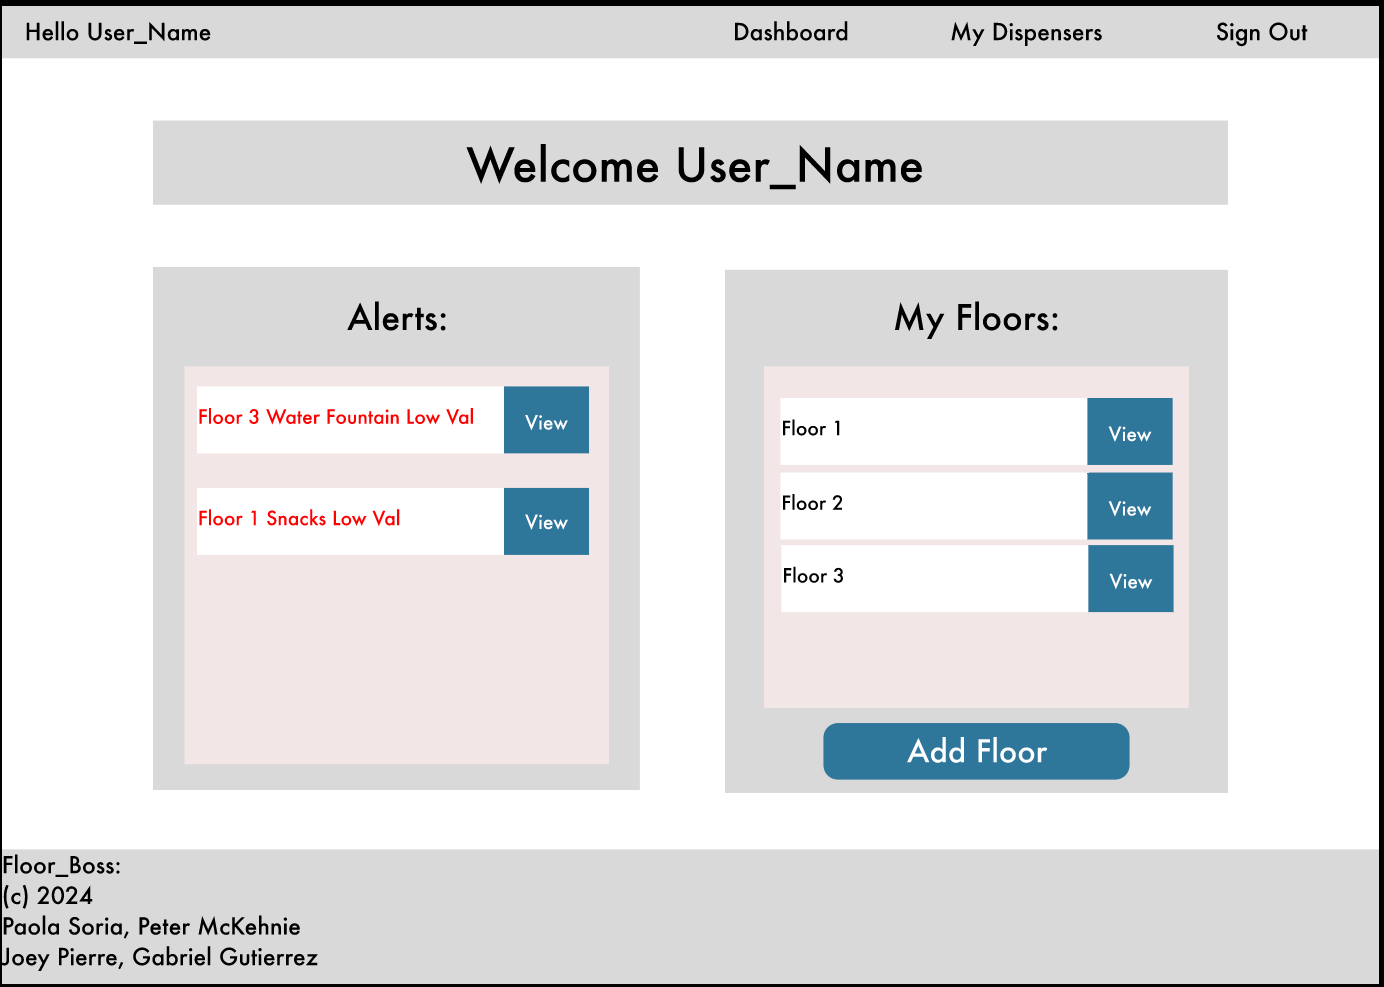 Hello User_Name
Dashboard
My Dispensers
Sign Out
Welcome User_Name
Alerts:
Floor 3 Water Fountain Low Val
View
Floor 1 Snacks Low Val
View
My Floors:
Floor 1
View
Floor 2
View
Floor 3
View
Add Floor
Floor_Boss:
(c) 2024
Paola Soria, Peter McKehnie
Joey Pierre, Gabriel Gutierrez